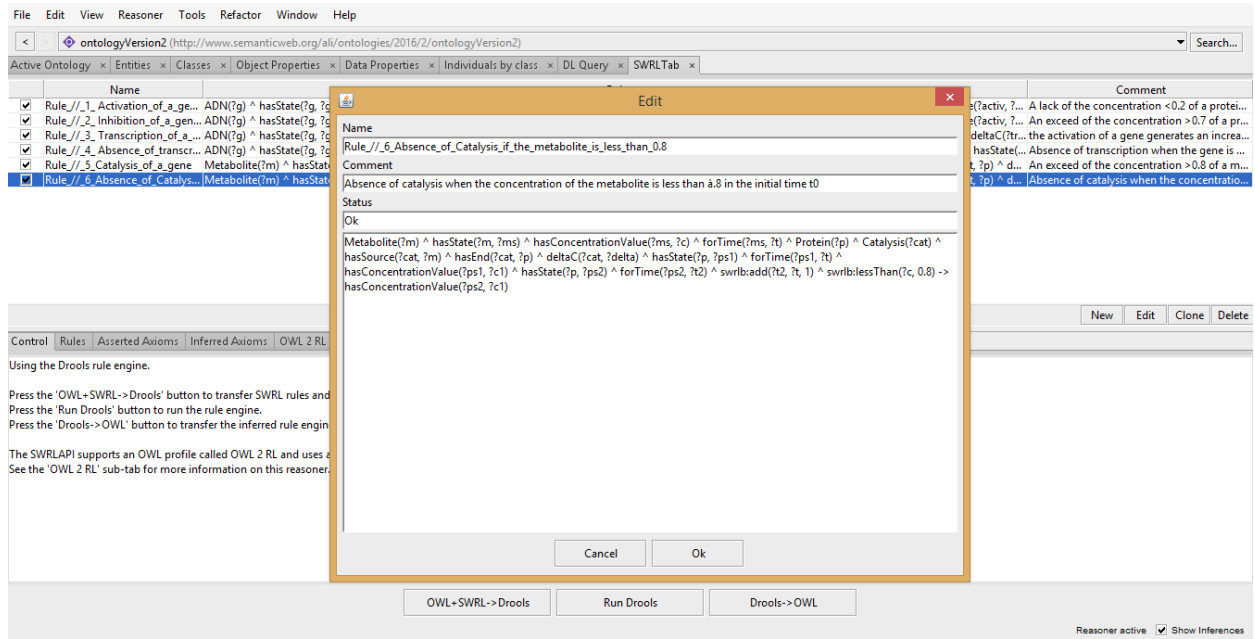 File Edit View Reasoner Tools Refactor Window Help
< > ontologyVersion2 (http://www.semanticweb.org/ali/ontologies/2016/2/ontologyVersion2) Search...
Active Ontology × Entities × Classes × Object Properties × Data Properties × Individuals by class × DL Query × SWRLTab ×
Name Comment
Rule_//_1_ Activation_of_a_ge... ADN(?g) ^ hasState(?g, ?g (?activ, ?... A lack of the concentration <0.2 of a protei...
Rule_//_2_ Inhibition_of_a_gen... ADN(?g) ^ hasState(?g, ?g (?activ, ?... An exceed of the concentration >0.7 of a pr...
Rule_//_3_ Transcription_of_a_... ADN(?g) ^ hasState(?g, ?g deltaC(?tr... the activation of a gene generates an increa...
Rule_//_4_ Absence_of_transcr... ADN(?g) ^ hasState(?g, ?g hasState(... Absence of transcription when the gene is ...
Rule_//_5_Catalysis_of_a_gene Metabolite(?m) ^ hasStat ?p) ^ d... An exceed of the concentration >0.8 of a m...
Rule_//_6_Absence_of_Catalys... Metabolite(?m) ^ hasStat ?p) ^ d... Absence of catalysis when the concentratio...
Edit
Name
Rule_//_6_Absence_of_Catalysis_if_the_metabolite_is_less_than_0.8
Comment
Absence of catalysis when the concentration of the metabolite is less than à.8 in the initial time t0
Status
Ok
Metabolite(?m) ^ hasState(?m, ?ms) ^ hasConcentrationValue(?ms, ?c) ^ forTime(?ms, ?t) ^ Protein(?p) ^ Catalysis(?cat) ^
hasSource(?cat, ?m) ^ hasEnd(?cat, ?p) ^ deltaC(?cat, ?delta) ^ hasState(?p, ?ps1) ^ forTime(?ps1, ?t) ^
hasConcentrationValue(?ps1, ?c1) ^ hasState(?p, ?ps2) ^ forTime(?ps2, ?t2) ^ swrlb:add(?t2, ?t, 1) ^ swrlb:lessThan(?c, 0.8) ->
hasConcentrationValue(?ps2, ?c1)
Cancel Ok
New Edit Clone Delete
Control Rules Asserted Axioms Inferred Axioms OWL 2 RL
Using the Drools rule engine.
Press the 'OWL+SWRL->Drools' button to transfer SWRL rules and
Press the 'Run Drools' button to run the rule engine.
Press the 'Drools->OWL' button to transfer the inferred rule engin
The SWRLAPI supports an OWL profile called OWL 2 RL and uses a
See the 'OWL 2 RL' sub-tab for more information on this reasoner.
OWL+SWRL->Drools Run Drools Drools->OWL
Reasoner active Show Inferences